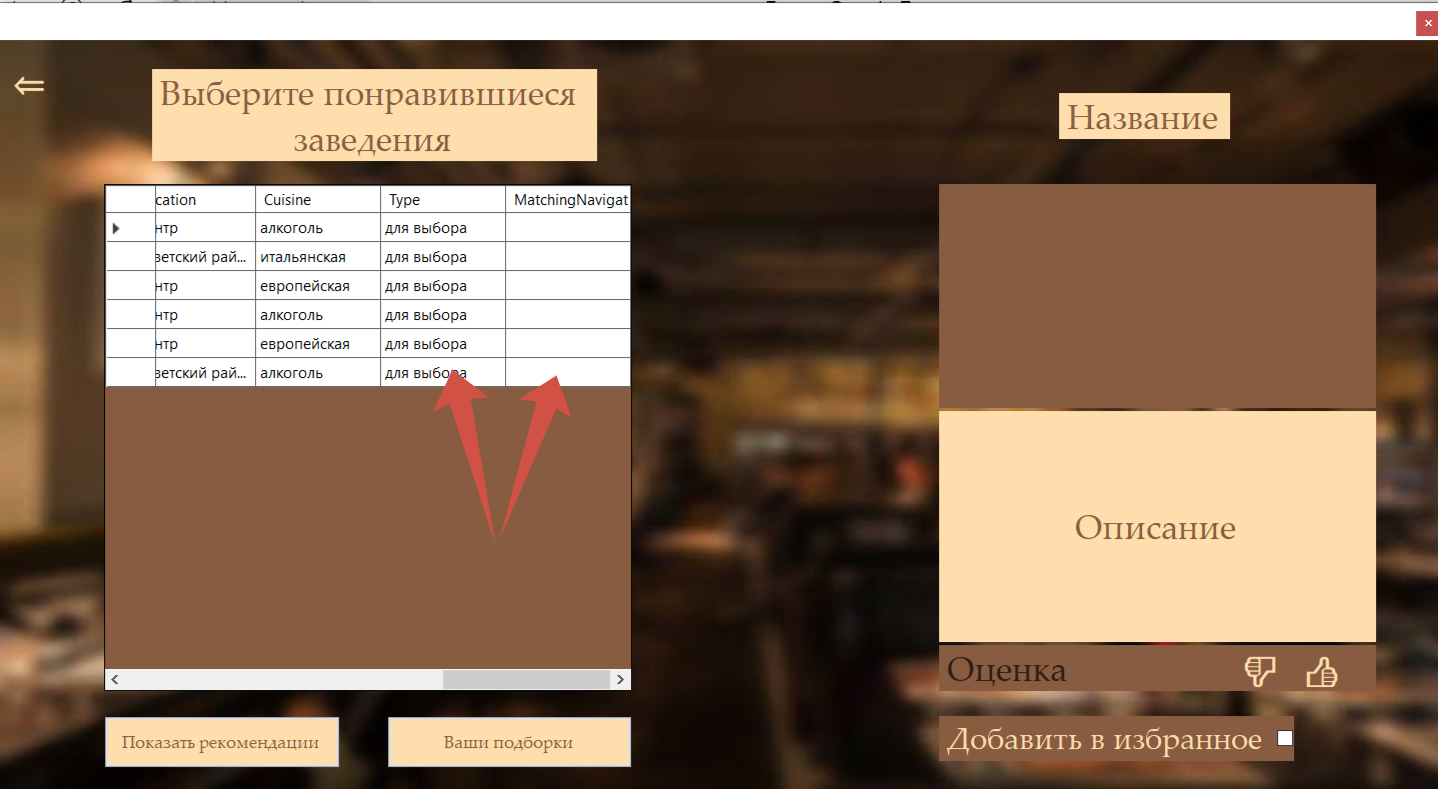 Выберите понравившиеся
заведения
Название
cation Cuisine Type MatchingNavigat
нтр алкоголь для выбора
ветский рай... итальянская для выбора
нтр европейская для выбора
нтр алкоголь для выбора
нтр европейская для выбора
ветский рай... алкоголь для выбора
Описание
Оценка
Показать рекомендации
Ваши подборки
Добавить в избранное